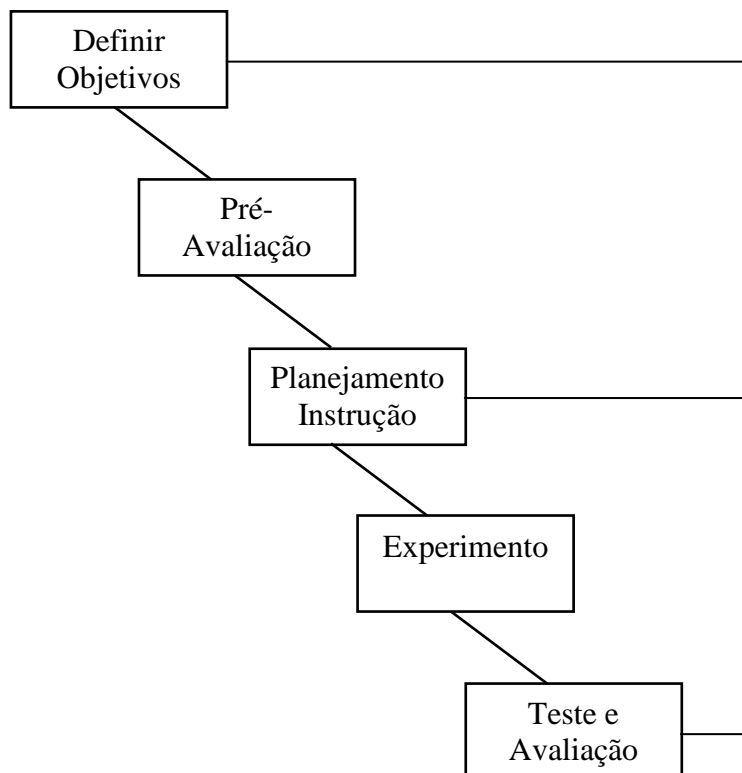 Definir
Objetivos
Pré-
Avaliação
Planejamento
Instrução
Experimento
Teste e
Avaliação